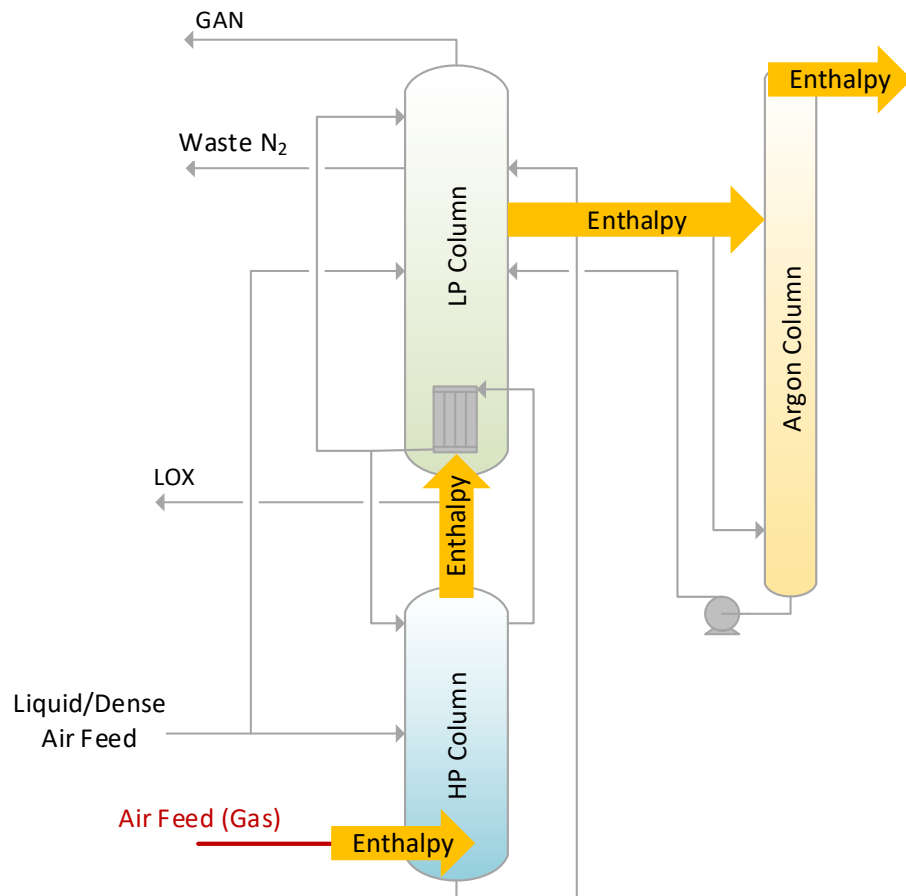 GAN
Enthalpy
Waste N₂
Enthalpy
LP Column
Argon Column
LOX
Enthalpy
Liquid/Dense
Air Feed
HP Column
Air Feed (Gas)
Enthalpy